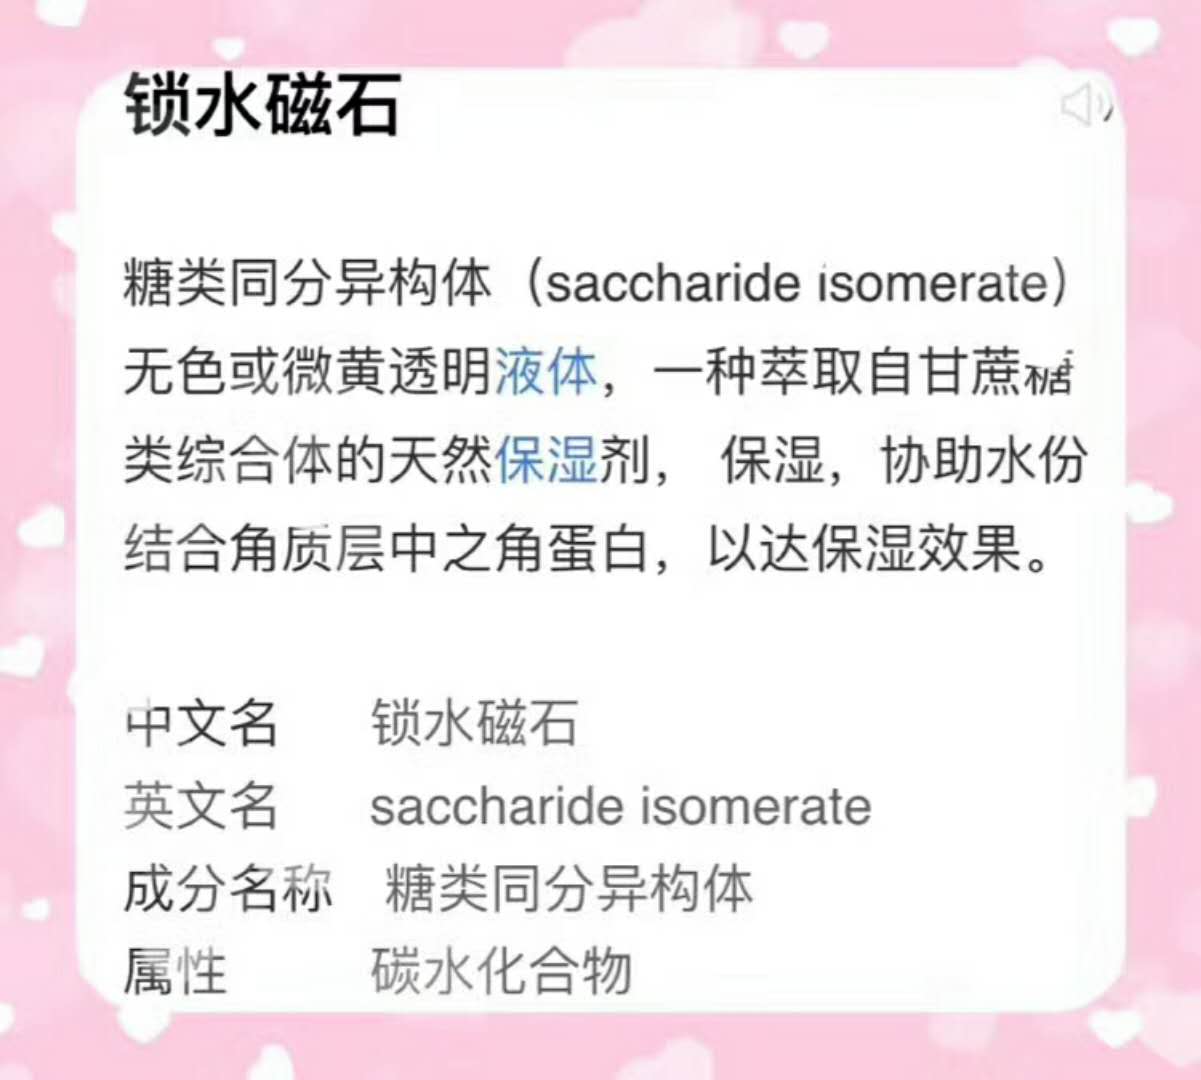 锁水磁石
糖类同分异构体（saccharide isomerate）
无色或微黄透明液体，一种萃取自甘蔗糖
类综合体的天然保湿剂， 保湿，协助水份
结合角质层中之角蛋白，以达保湿效果。
中文名 锁水磁石
英文名 saccharide isomerate
成分名称 糖类同分异构体
属性 碳水化合物